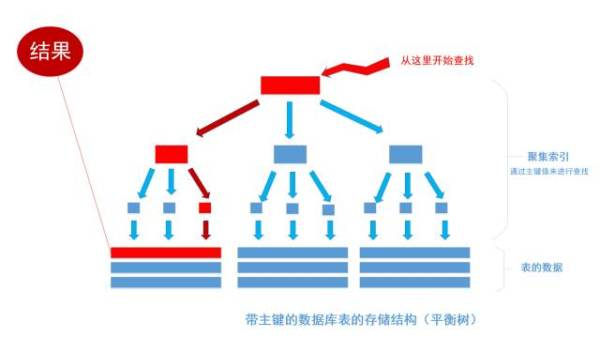 结果
从这里开始查找
聚集索引
通过主键值来进行查找
表的数据
带主键的数据库表的存储结构（平衡树）